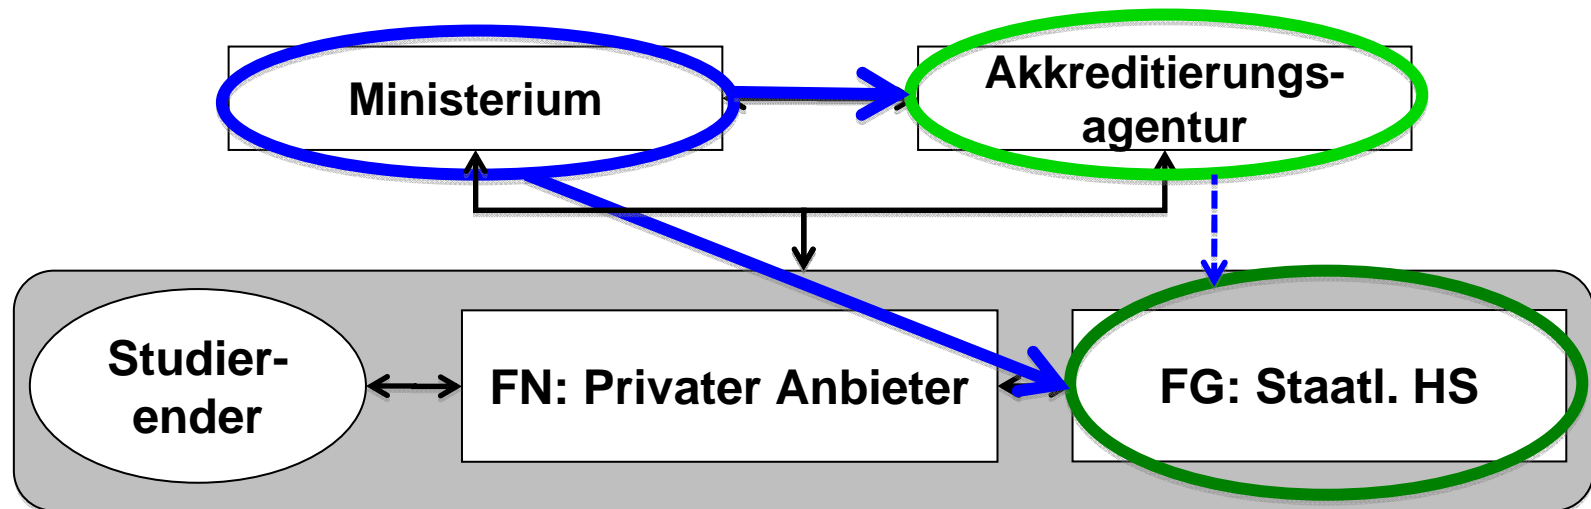 Ministerium
Akkreditierungs-
agentur
Studier-
ender
FN: Privater Anbieter
FG: Staatl. HS